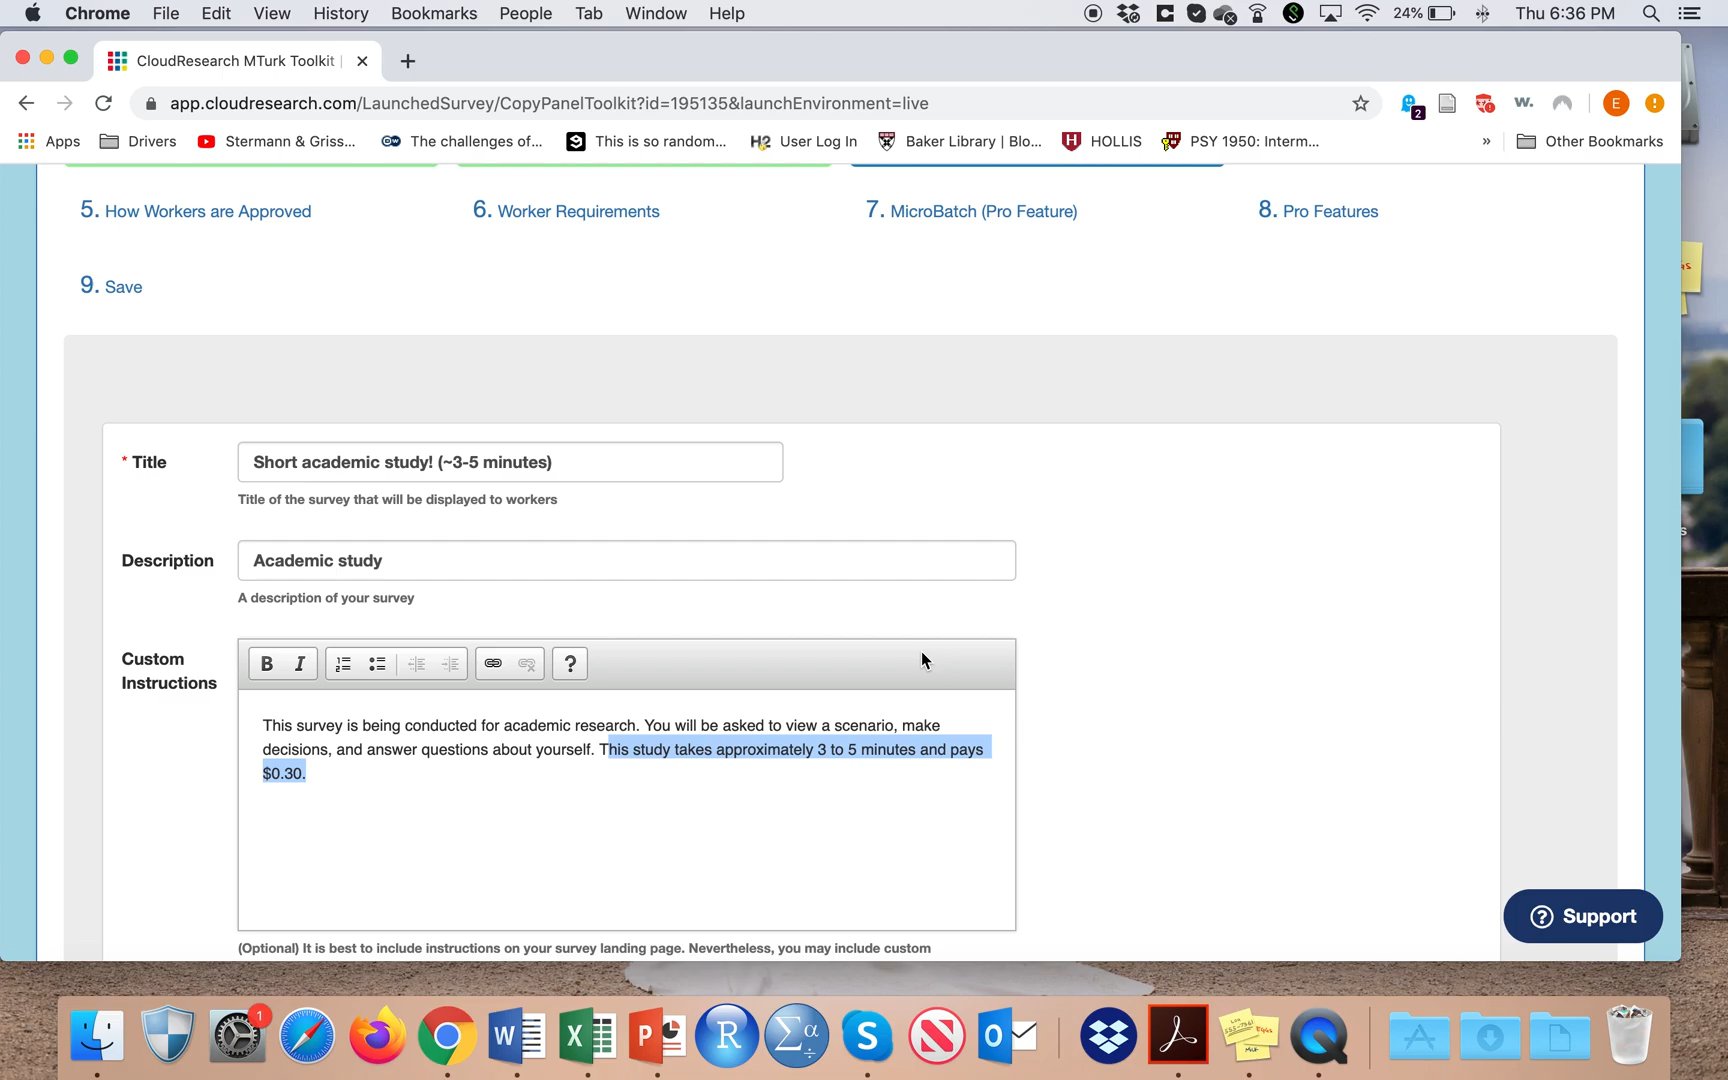 Chrome File Edit View History Bookmarks People Tab Window Help 24% Thu 6:36 PM
CloudResearch MTurk Toolkit |
app.cloudresearch.com/LaunchedSurvey/CopyPanelToolkit?id=195135&launchEnvironment=live 2 w. E
Apps Drivers Stermann & Griss... DW The challenges of... This is so random... H2 User Log In Baker Library | Blo... HOLLIS PSY 1950: Interm... » Other Bookmarks
5. How Workers are Approved 6. Worker Requirements 7. MicroBatch (Pro Feature) 8. Pro Features
9. Save
* Title Short academic study! (~3-5 minutes)
Title of the survey that will be displayed to workers
Description Academic study
A description of your survey
Custom
Instructions
B I ?
This survey is being conducted for academic research. You will be asked to view a scenario, make
decisions, and answer questions about yourself. This study takes approximately 3 to 5 minutes and pays
$0.30.
Support
(Optional) It is best to include instructions on your survey landing page. Nevertheless, you may include custom
1 W X P R Σα S N O